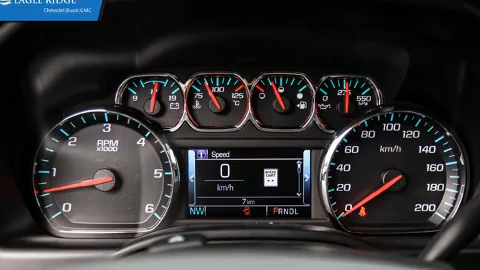 EAGLE RIDGE
Chevrolet Buick GMC
9 14 19
75 100 125
°C
0 275 550
kPa
RPM
X1000
0 1 2 3 4 5 6
Speed
0
km/h
SPEED
LIMIT
--
7 km
NW
PRNDL
km/h
0 20 40 60 80 100 120 140 160 180 200